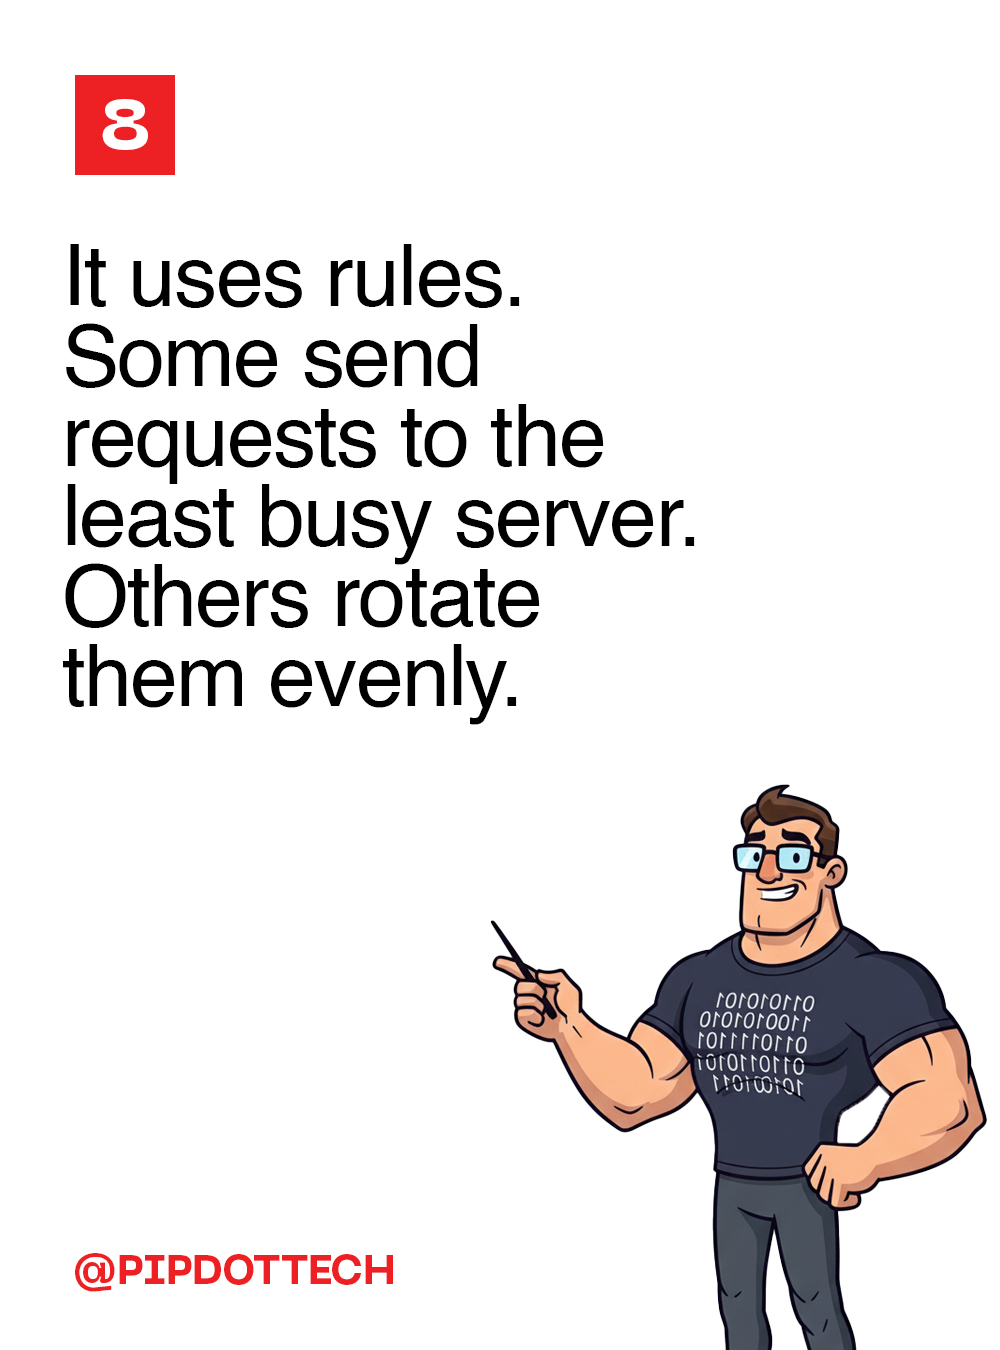 8
It uses rules.
Some send
requests to the
least busy server.
Others rotate
them evenly.
@PIPDOTTECH